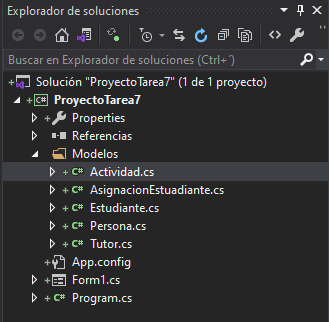 Explorador de soluciones
Buscar en Explorador de soluciones (Ctrl+´)
Solución "ProyectoTarea7" (1 de 1 proyecto)
C# ProyectoTarea7
Properties
Referencias
Modelos
C# Actividad.cs
C# AsignacionEstuadiante.cs
C# Estudiante.cs
C# Persona.cs
C# Tutor.cs
App.config
Form1.cs
C# Program.cs